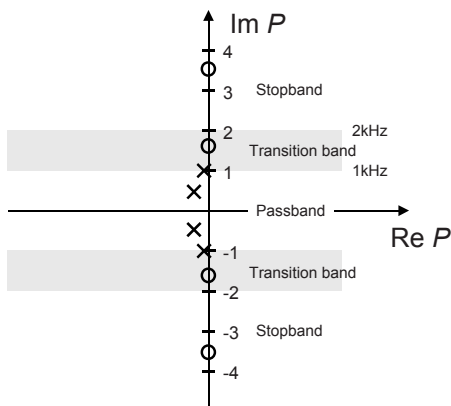 Im P
4
3
Stopband
2
2kHz
Transition band
1
1kHz
Passband
Re P
-1
Transition band
-2
-3
Stopband
-4